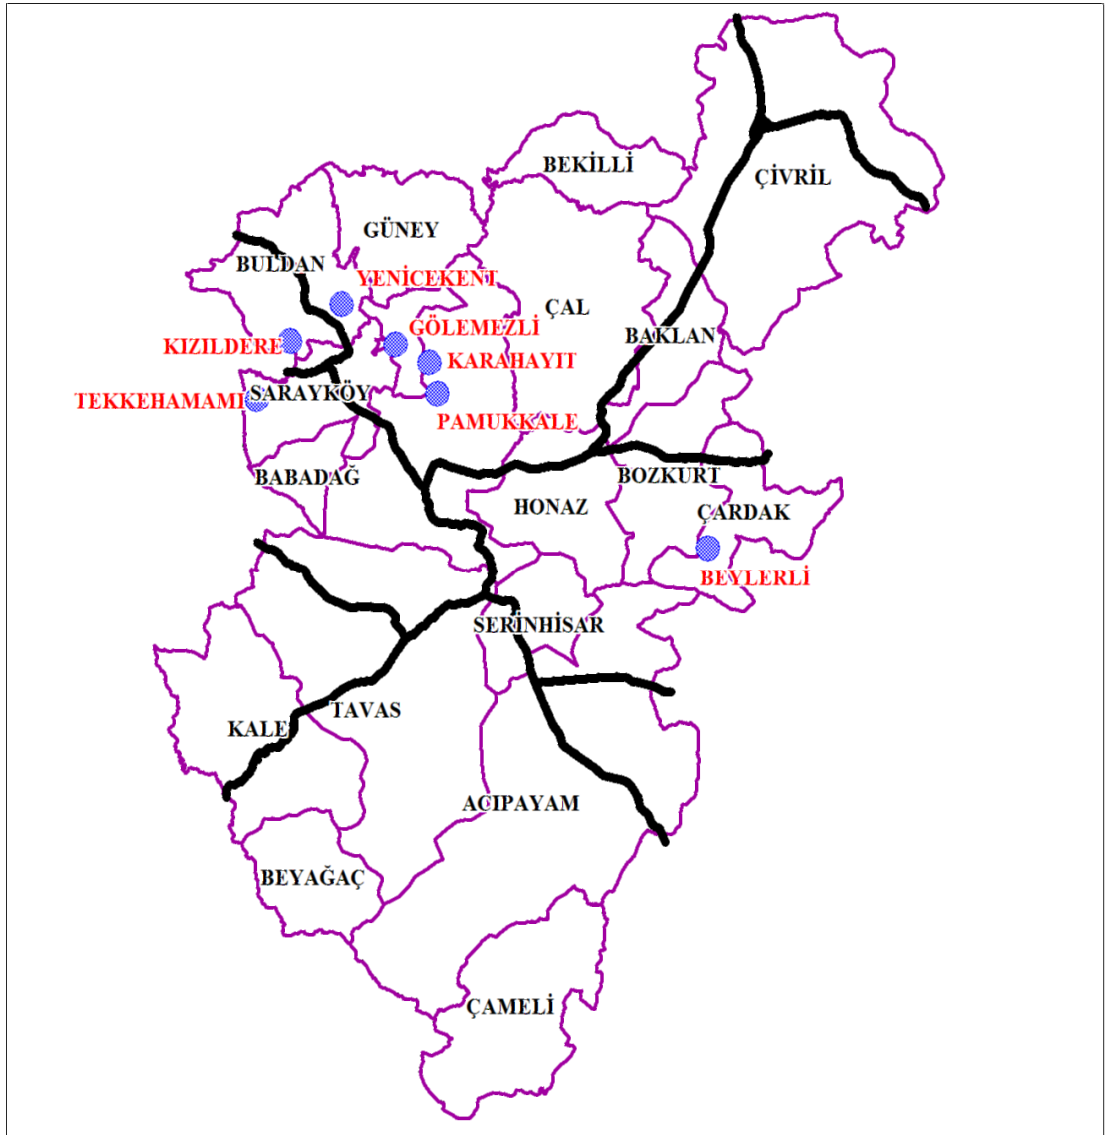 BEKİLLİ
ÇİVRİL
GÜNEY
BULDAN
YENİCEKENT
ÇAL
GÖLEMEZLİ
BAKLAN
KIZILDERE
KARAHAYIT
SARAYKÖY
TEKKEHAMAMI
PAMUKKALE
BABADAĞ
BOZKURT
HONAZ
ÇARDAK
BEYLERLİ
SERİNHİSAR
TAVAS
KALE
ACIPAYAM
BEYAĞAÇ
ÇAMELİ